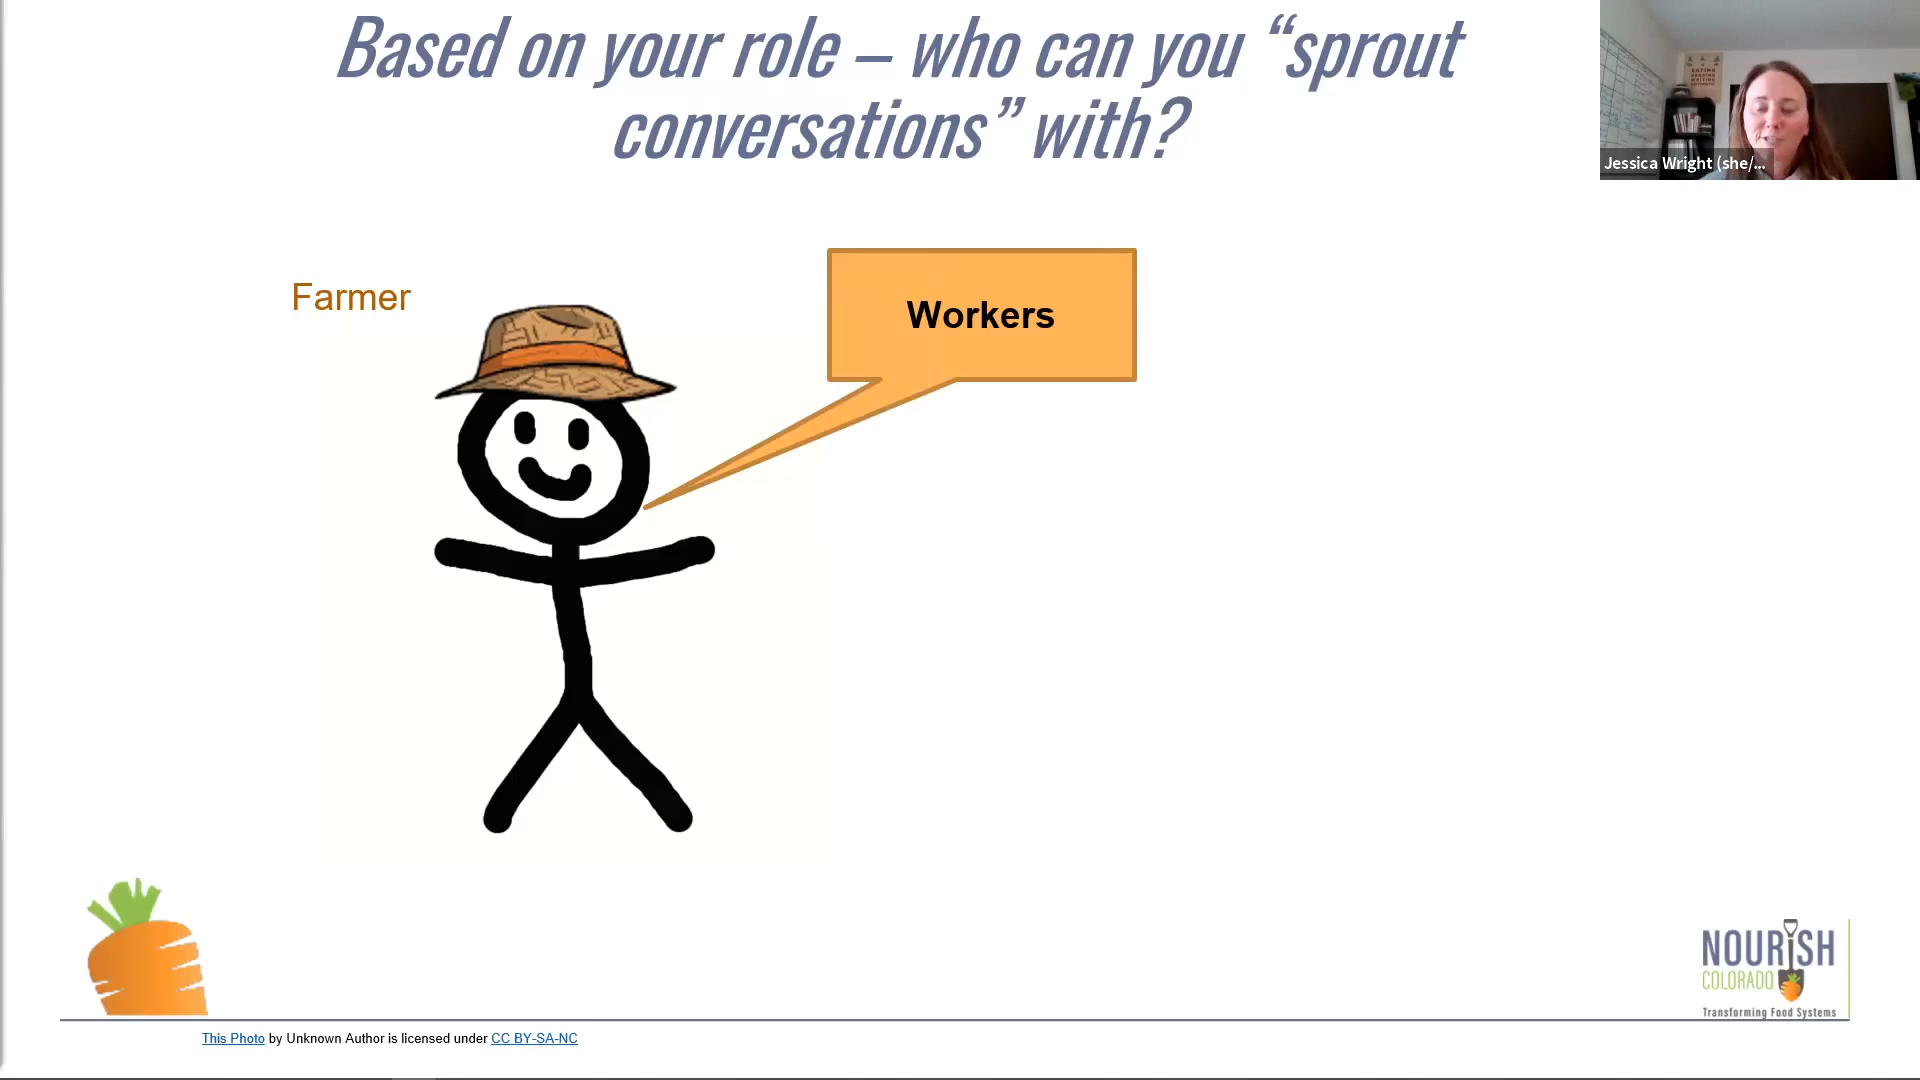 Based on your role – who can you “sprout
conversations” with?
Jessica Wright (she/...
Farmer
Workers
NOURISH
COLORADO
Transforming Food Systems
This Photo by Unknown Author is licensed under CC BY-SA-NC